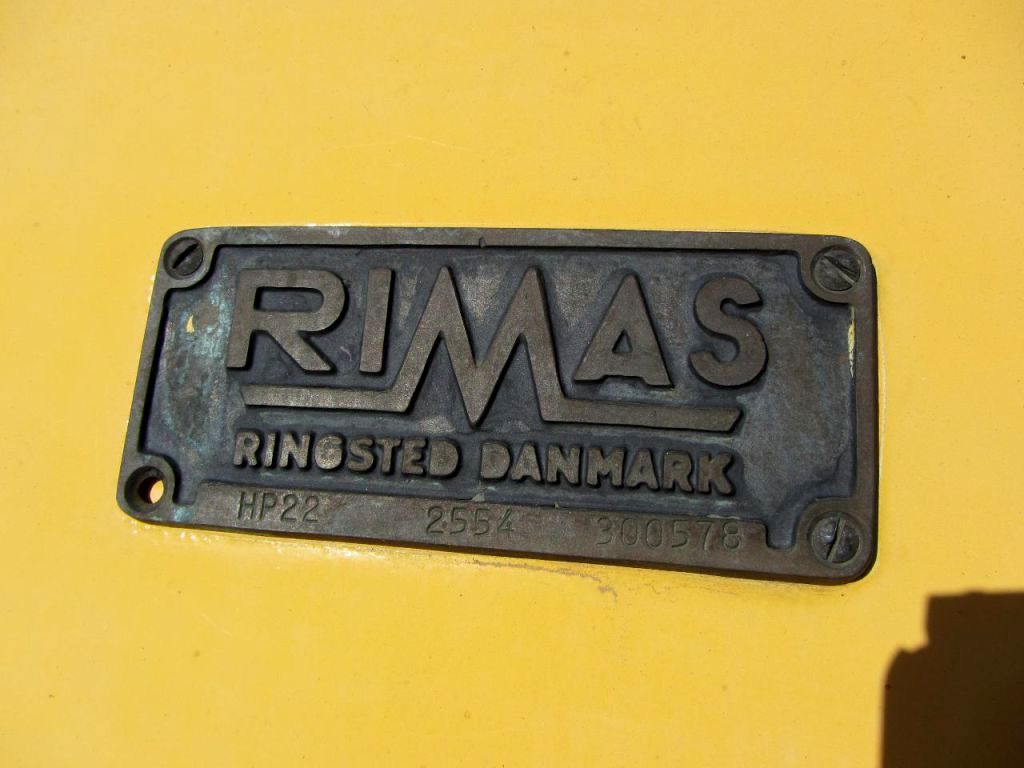 RIMAS
RINGSTED DANMARK
HP22 2554 300578